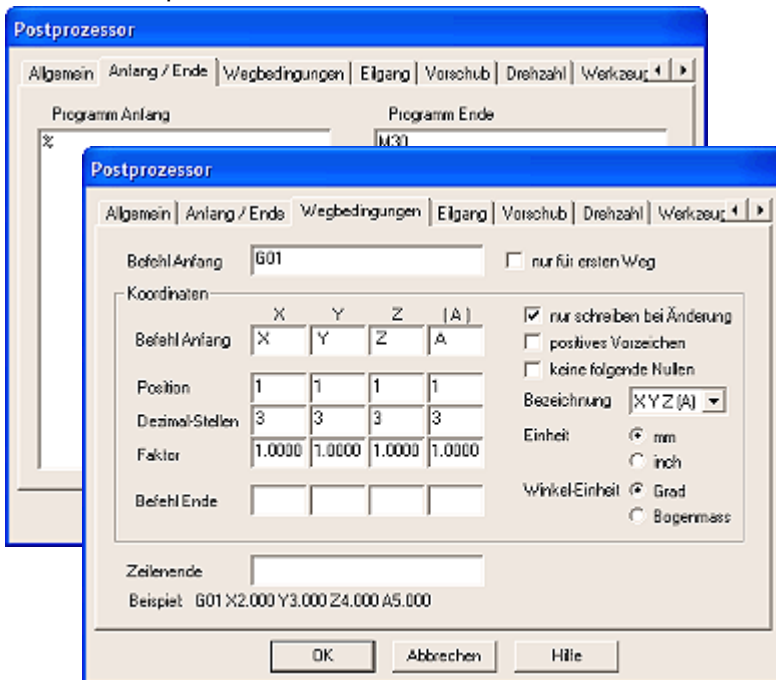 Postprozessor
Allgemein Anfang / Ende Wegbedingungen Eilgang Vorschub Drehzahl Werkzeug
Programm Anfang Programm Ende
% M30
Postprozessor
Allgemein Anfang / Ende Wegbedingungen Eilgang Vorschub Drehzahl Werkzeug
Befehl Anfang G01 nur für ersten Weg
Koordinaten
X Y Z (A) nur schreiben bei Änderung
Befehl Anfang X Y Z A positives Vorzeichen
keine folgende Nullen
Position 1 1 1 1 Bezeichnung X Y Z (A)
Dezimal-Stellen 3 3 3 3
Faktor 1.0000 1.0000 1.0000 1.0000 Einheit mm
inch
Befehl Ende Winkel-Einheit Grad
Bogenmass
Zeilenende
Beispiel: G01 X2.000 Y3.000 Z4.000 A5.000
OK Abbrechen Hilfe